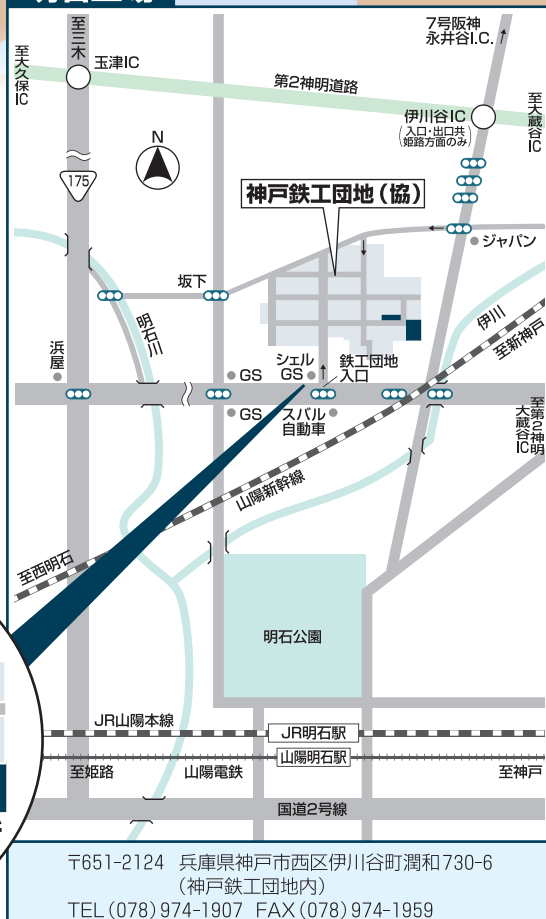 至三木
至大久保IC
玉津IC
7号阪神
永井谷I.C.
第2神明道路
伊川谷IC
(入口・出口共
姫路方面のみ)
至大蔵谷IC
N
175
神戸鉄工団地(協)
ジャパン
坂下
明石川
伊川
至新神戸
浜屋
GS
シェル
GS
鉄工団地
入口
GS
スバル
自動車
至第2神明
大蔵谷IC
山陽新幹線
至西明石
明石公園
JR山陽本線
JR明石駅
山陽明石駅
至姫路
山陽電鉄
至神戸
国道2号線
〒651-2124 兵庫県神戸市西区伊川谷町潤和730-6
(神戸鉄工団地内)
TEL(078)974-1907 FAX(078)974-1959